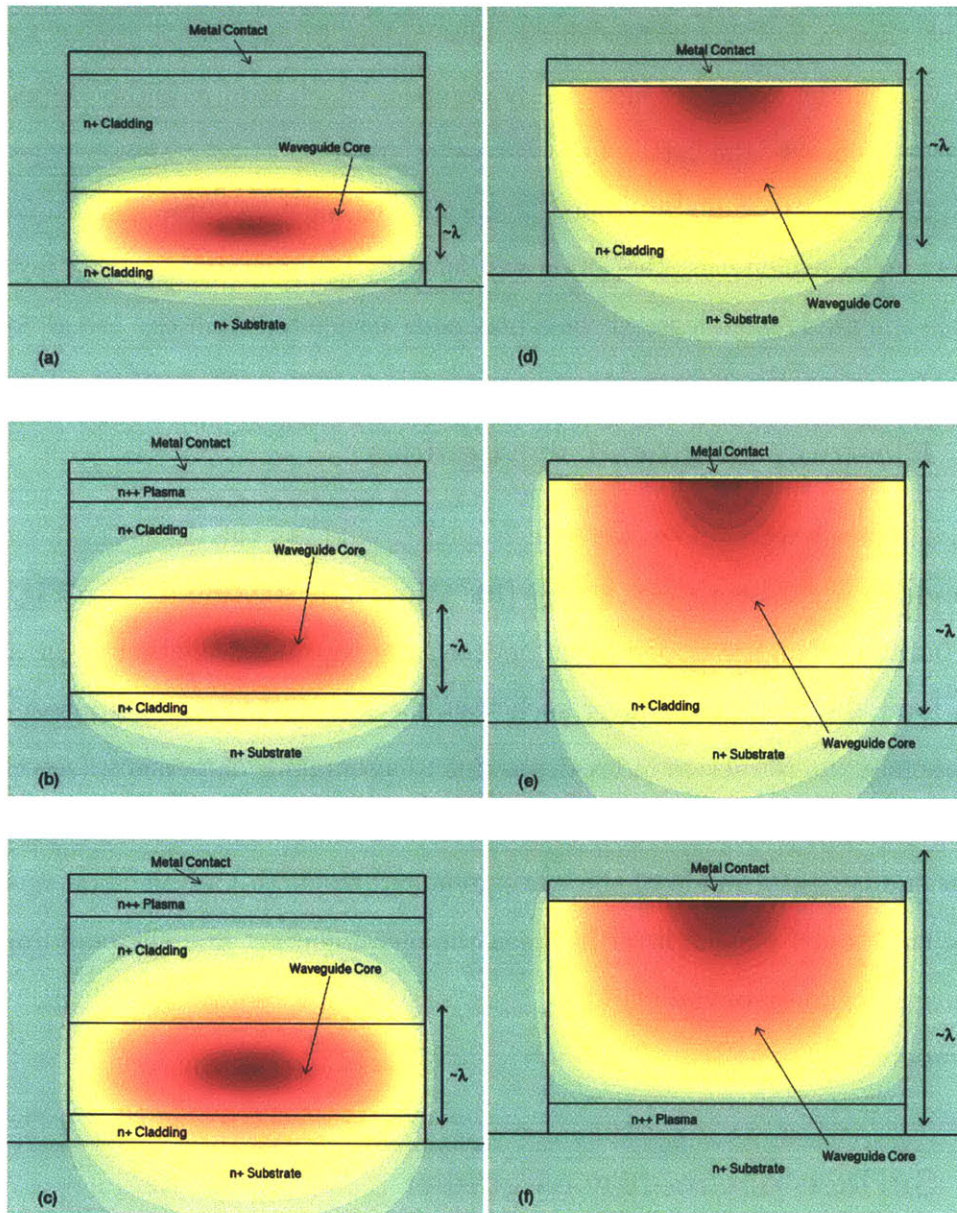 Metal Contact
n+ Cladding
Waveguide Core
~λ
n+ Cladding
n+ Substrate
(a)
Metal Contact
~λ
n+ Cladding
Waveguide Core
n+ Substrate
(d)
Metal Contact
n++ Plasma
n+ Cladding
Waveguide Core
~λ
n+ Cladding
n+ Substrate
(b)
Metal Contact
~λ
n+ Cladding
Waveguide Core
n+ Substrate
(e)
Metal Contact
n++ Plasma
n+ Cladding
Waveguide Core
~λ
n+ Cladding
n+ Substrate
(c)
Metal Contact
~λ
n++ Plasma
Waveguide Core
n+ Substrate
(f)